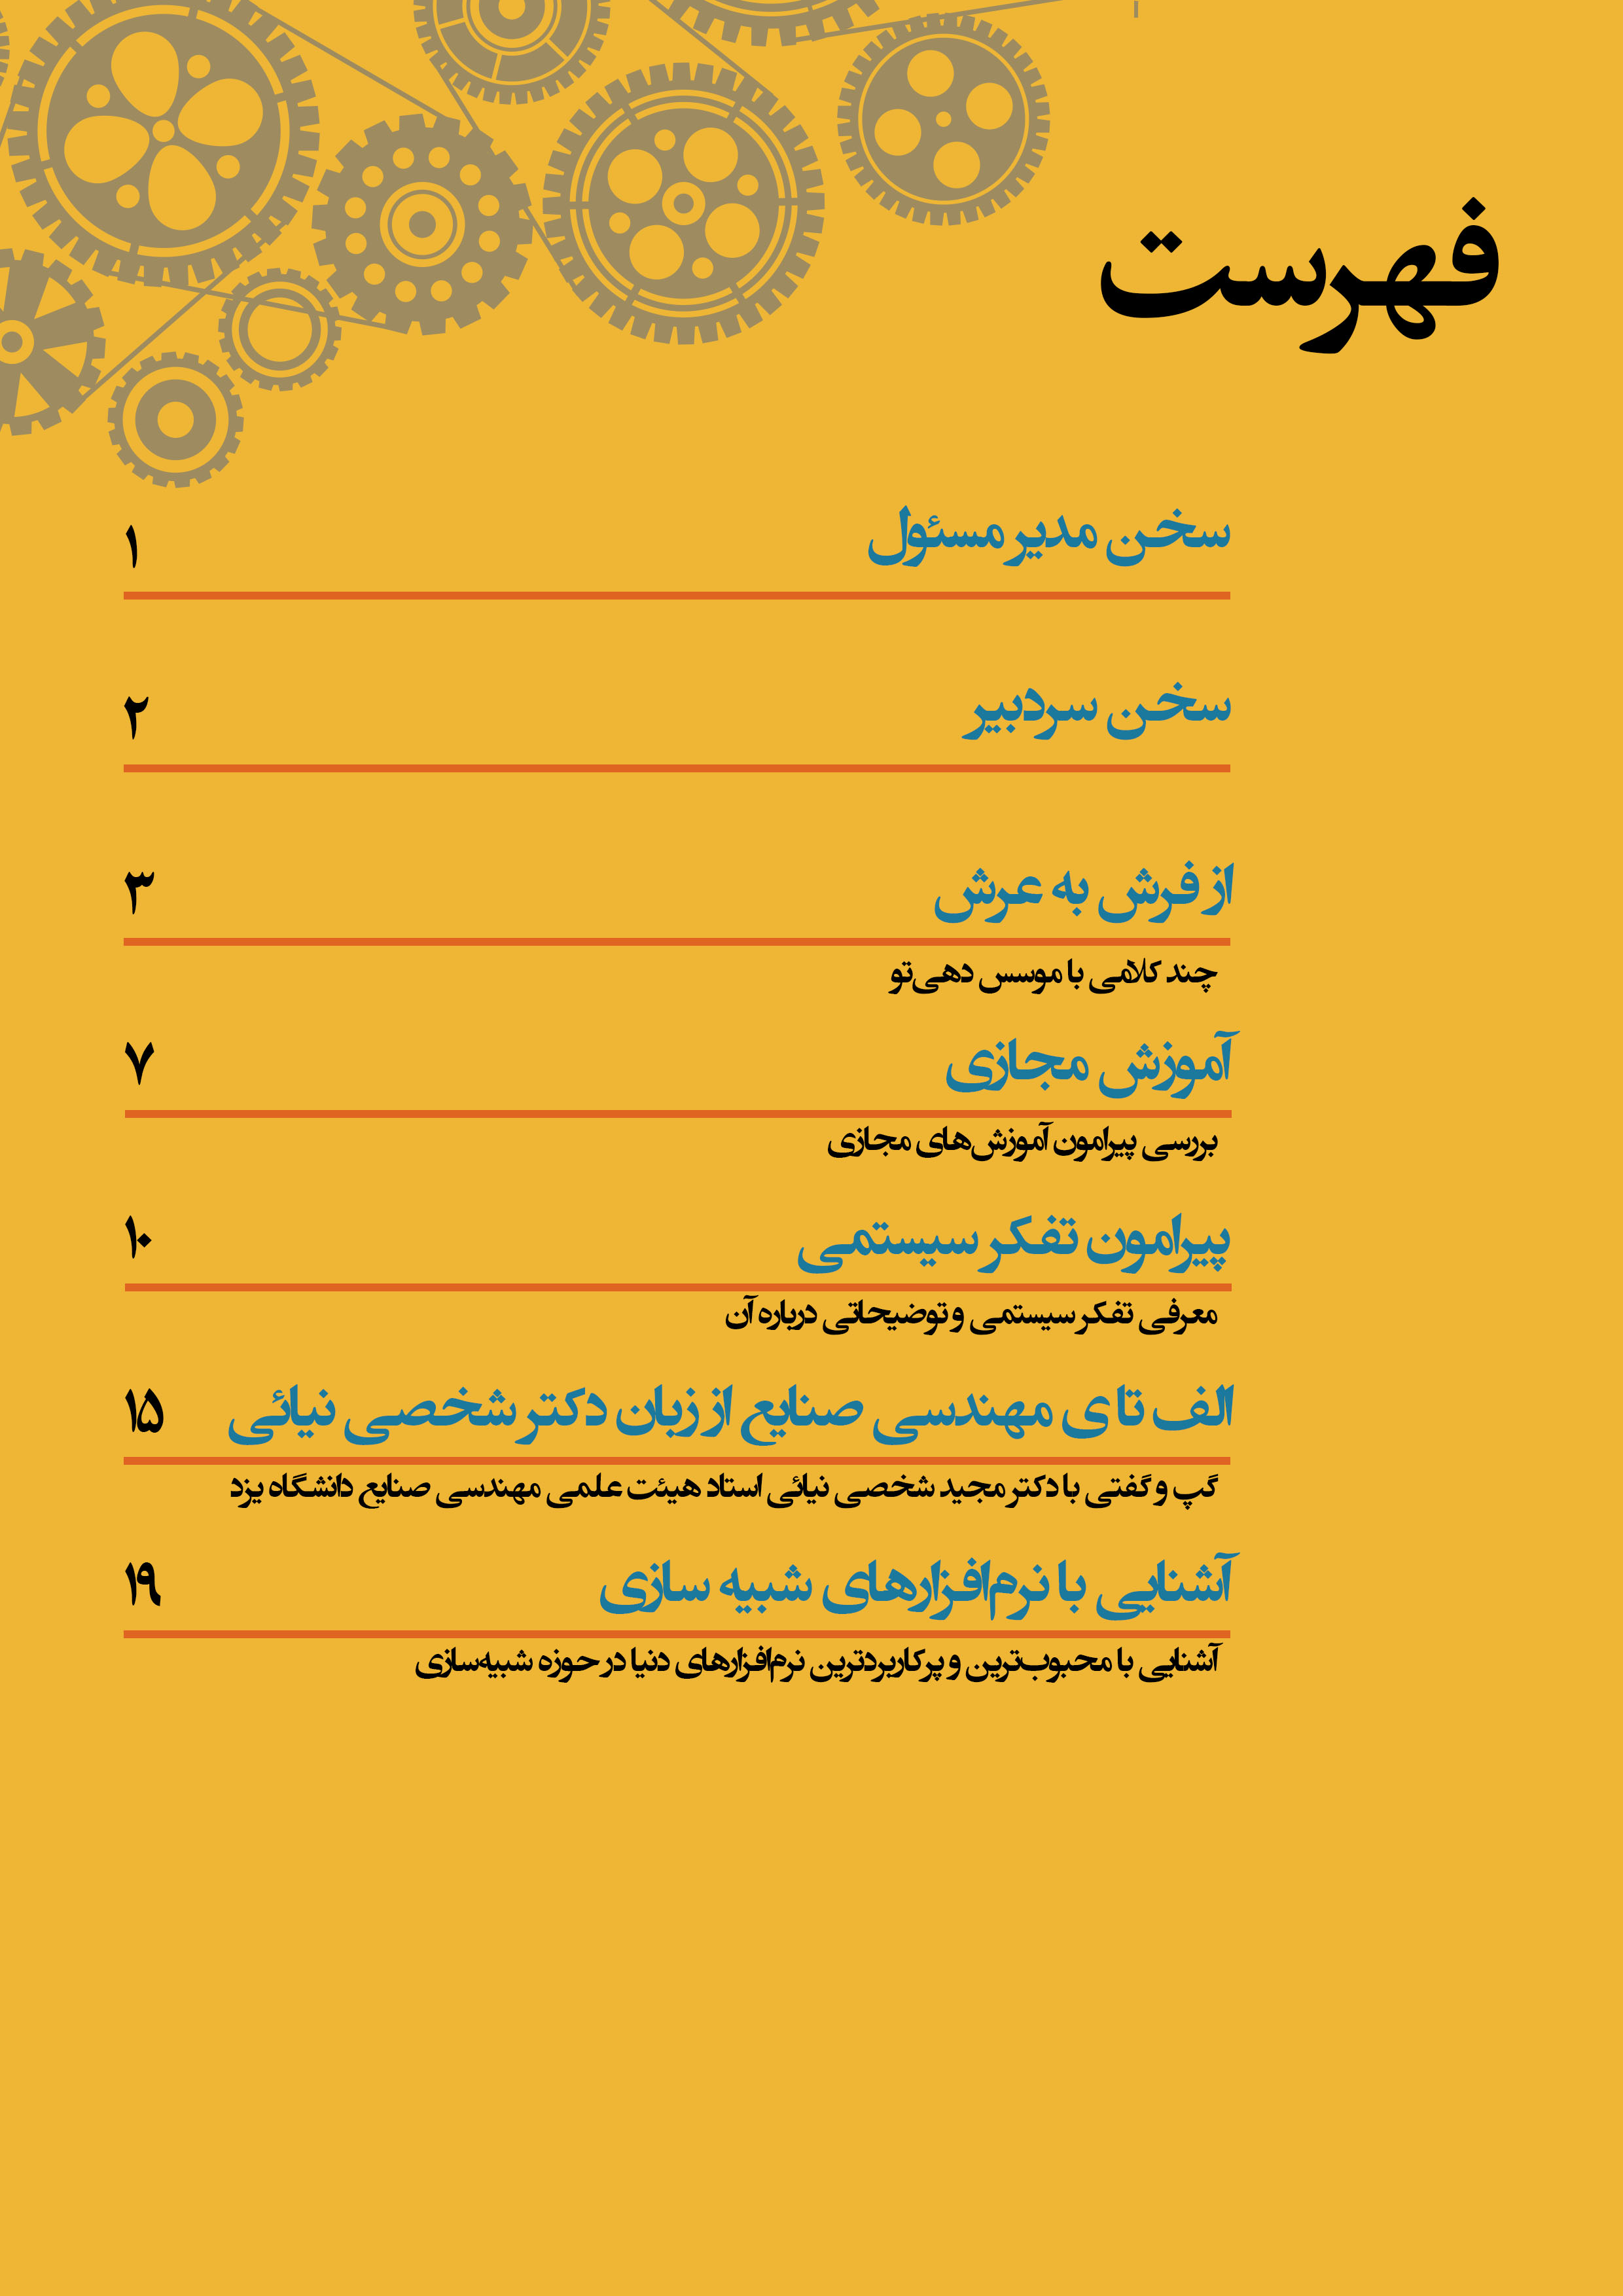 فهرست
سخن مدیر مسئول ۱
سخن سردبیر ۲
از فرش به عرش ۳
چند کلامی با موسس دهی‌تو
آموزش مجازی ۷
بررسی پیرامون آموزش‌های مجازی
پیرامون تفکر سیستمی ۱۰
معرفی تفکر سیستمی و توضیحاتی درباره آن
الف تا ی مهندسی صنایع از زبان دکتر شخصی نیائی ۱۵
گپ و گفتی با دکتر مجید شخصی نیائی استاد هیئت علمی مهندسی صنایع دانشگاه یزد
آشنایی با نرم‌افزارهای شبیه سازی ۱۹
آشنایی با محبوب‌ترین و پرکاربردترین نرم‌افزارهای دنیا در حوزه شبیه‌سازی